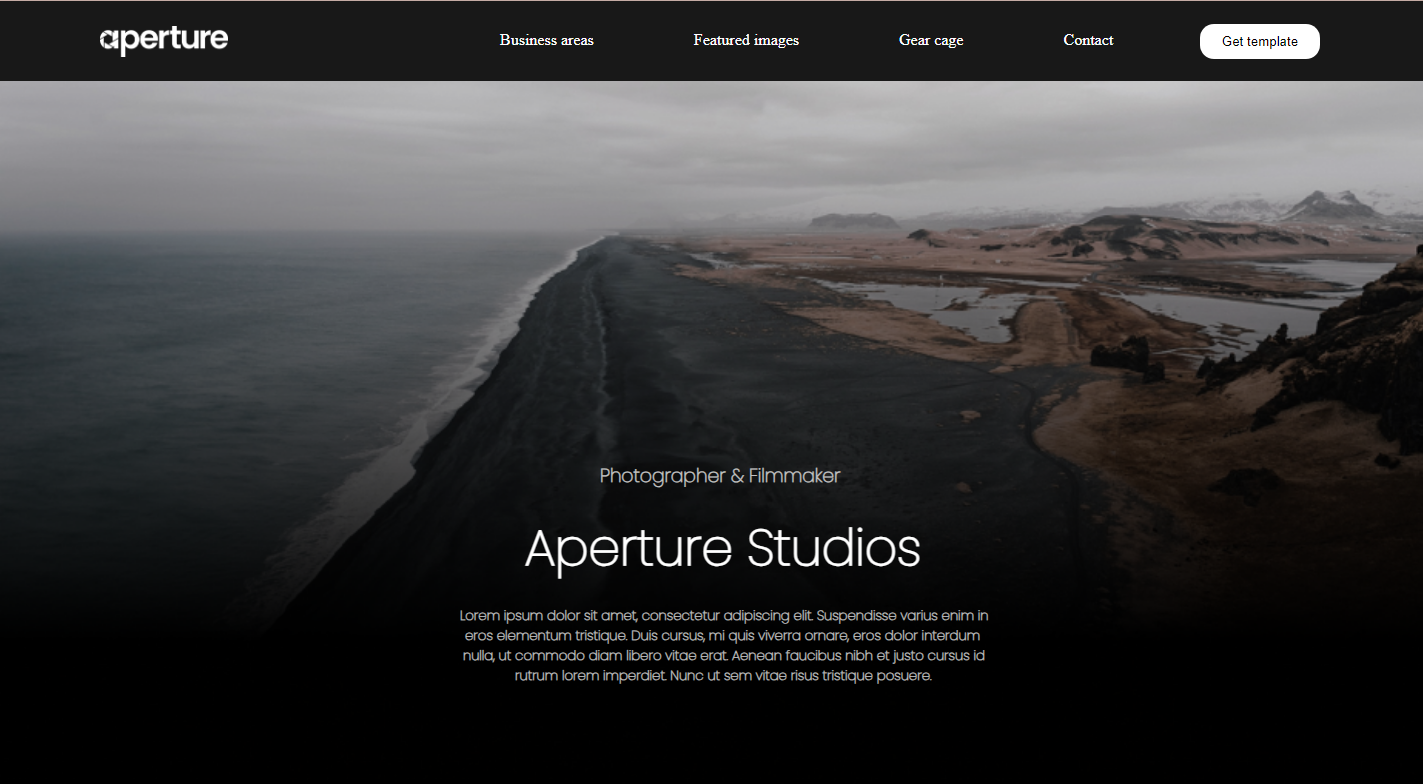 aperture
Business areas
Featured images
Gear cage
Contact
Get template
Photographer & Filmmaker
Aperture Studios
Lorem ipsum dolor sit amet, consectetur adipiscing elit. Suspendisse varius enim in
eros elementum tristique. Duis cursus, mi quis viverra ornare, eros dolor interdum
nulla, ut commodo diam libero vitae erat. Aenean faucibus nibh et justo cursus id
rutrum lorem imperdiet. Nunc ut sem vitae risus tristique posuere.